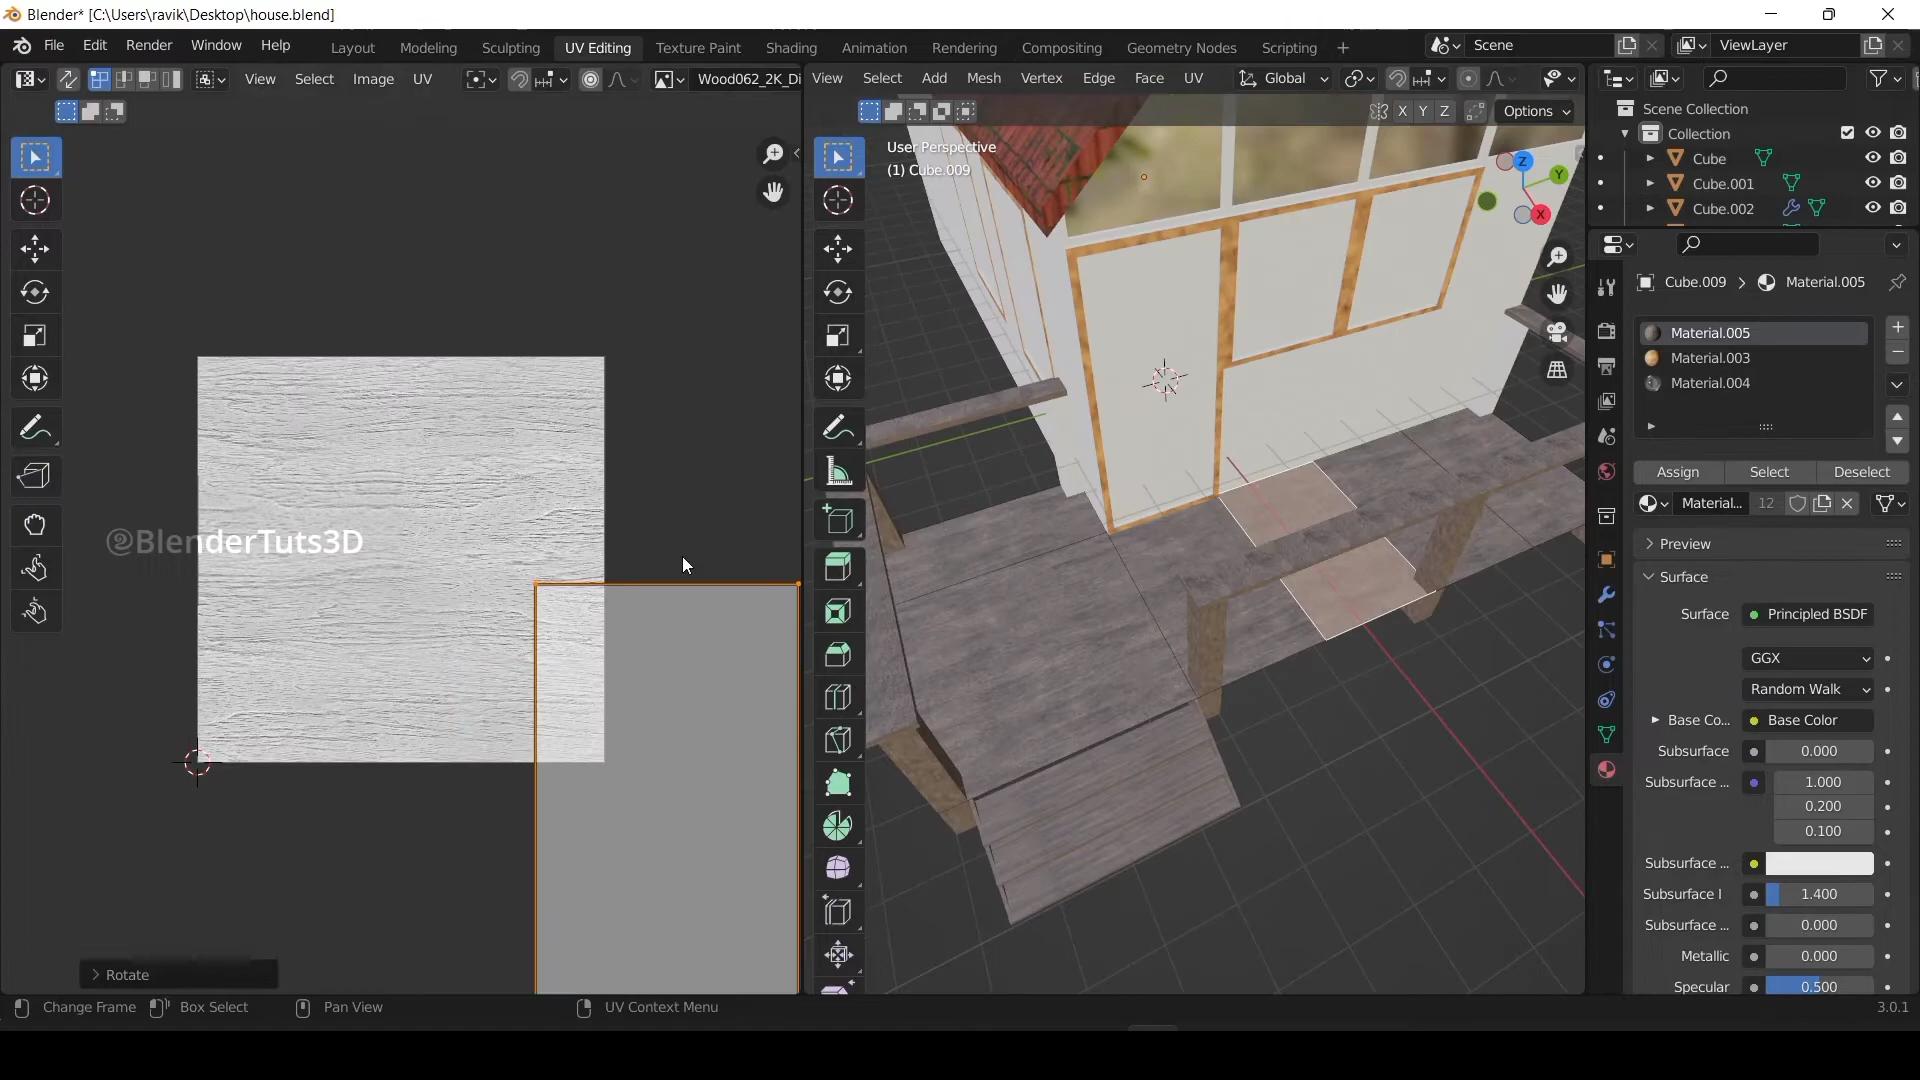 Blender* [C:\Users\ravik\Desktop\house.blend]
File Edit Render Window Help Layout Modeling Sculpting UV Editing Texture Paint Shading Animation Rendering Compositing Geometry Nodes Scripting + Scene ViewLayer
View Select Image UV Wood062_2K_Di View Select Add Mesh Vertex Edge Face UV Global
X Y Z Options
Scene Collection
Collection
Cube
Cube.001
Cube.002
User Perspective
(1) Cube.009
Z
Y
X
Cube.009 > Material.005
Material.005
Material.003
Material.004
Assign Select Deselect
Material... 12
Preview
Surface
Surface Principled BSDF
GGX
Random Walk
Base Co... Base Color
Subsurface 0.000
Subsurface ... 1.000
0.200
0.100
Subsurface ...
Subsurface I 1.400
Subsurface ... 0.000
Metallic 0.000
Specular 0.500
@BlenderTuts3D
Rotate
Change Frame Box Select Pan View UV Context Menu 3.0.1